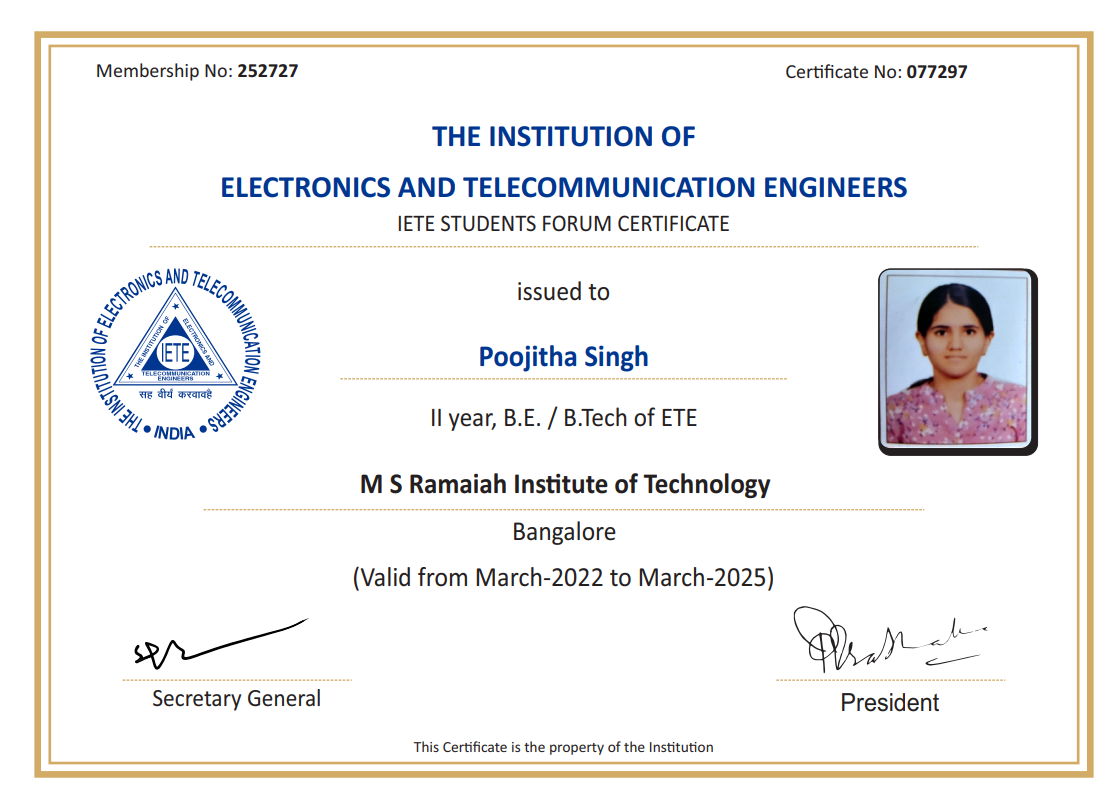 Membership No: 252727
Certificate No: 077297
THE INSTITUTION OF
ELECTRONICS AND TELECOMMUNICATION ENGINEERS
IETE STUDENTS FORUM CERTIFICATE
THE INSTITUTION OF ELECTRONICS AND TELECOMMUNICATION ENGINEERS
• INDIA •
THE INSTITUTION OF
ELECTRONICS AND
IETE
TELECOMMUNICATION
ENGINEERS
सह वीर्यं करवावहै
issued to
Poojitha Singh
II year, B.E. / B.Tech of ETE
M S Ramaiah Institute of Technology
Bangalore
(Valid from March-2022 to March-2025)
Secretary General
President
This Certificate is the property of the Institution